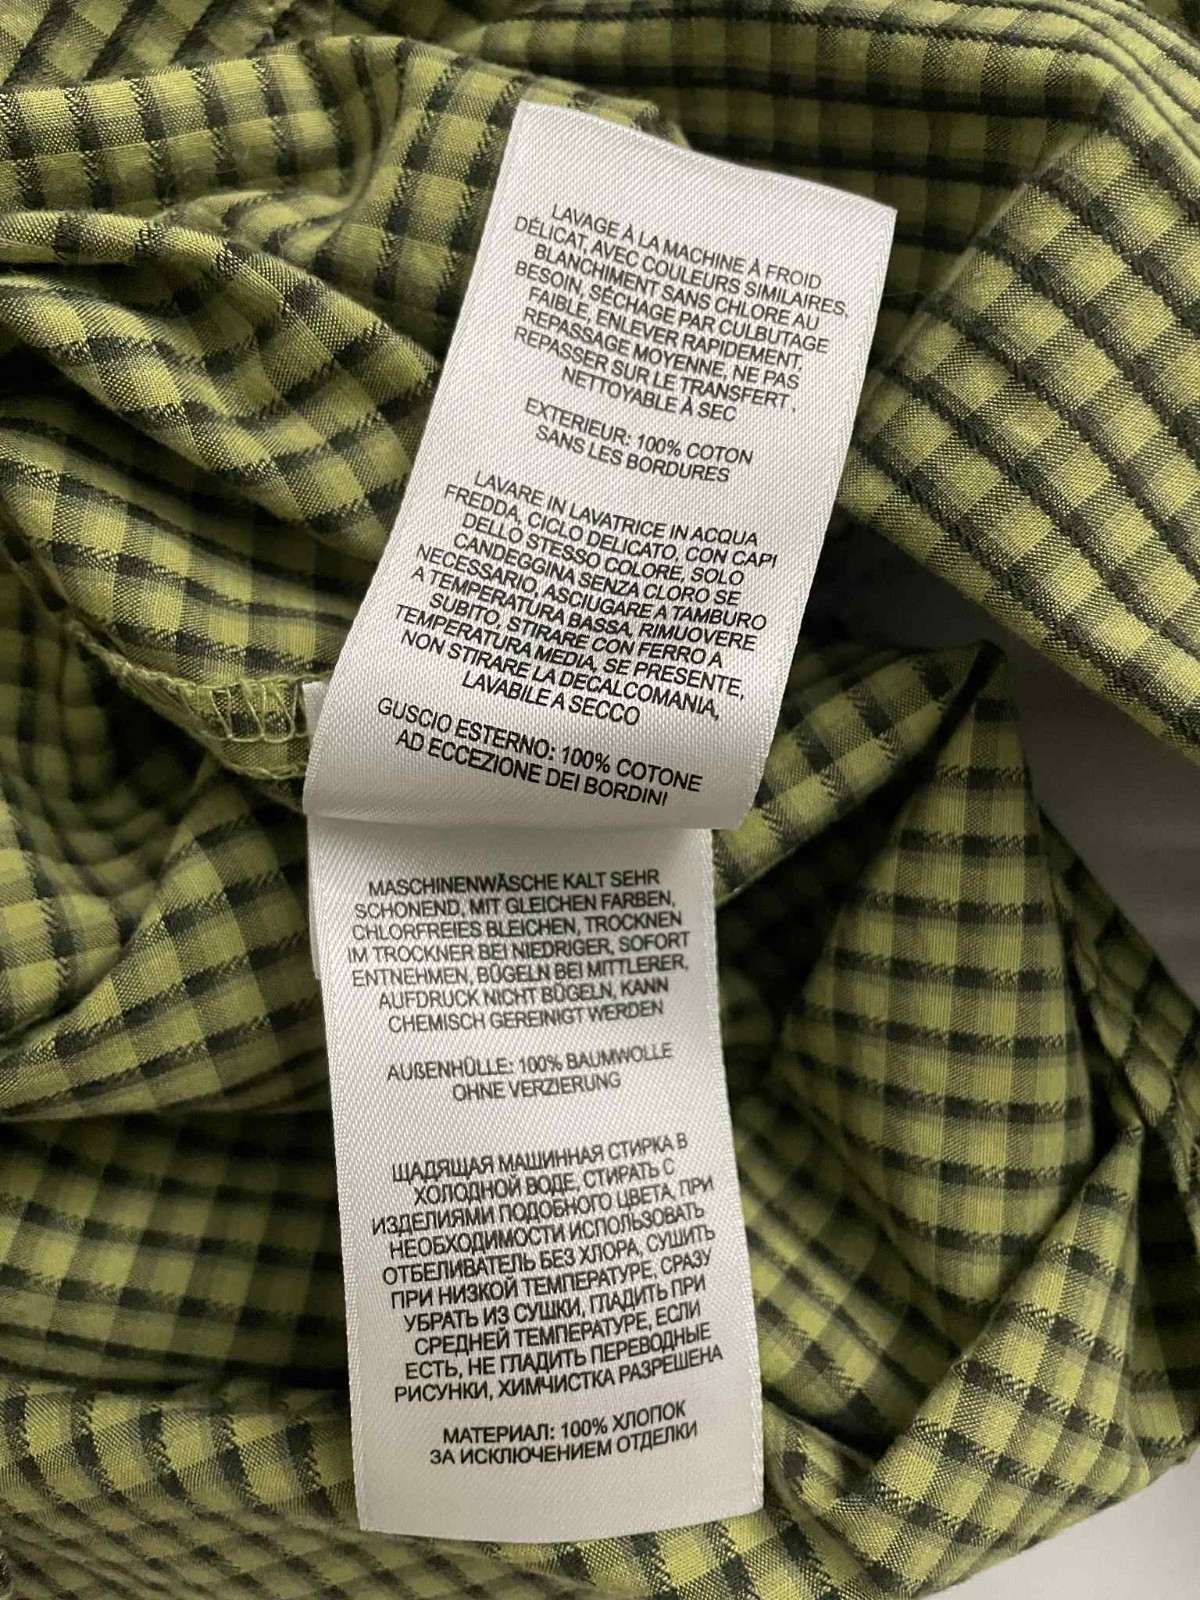 LAVAGE À LA MACHINE À FROID
DÉLICAT, AVEC COULEURS SIMILAIRES,
BLANCHIMENT SANS CHLORE AU
BESOIN, SÉCHAGE PAR CULBUTAGE
FAIBLE, ENLEVER RAPIDEMENT,
REPASSAGE MOYENNE, NE PAS
REPASSER SUR LE TRANSFERT,
NETTOYABLE À SEC
EXTERIEUR: 100% COTON
SANS LES BORDURES
LAVARE IN LAVATRICE IN ACQUA
FREDDA, CICLO DELICATO, CON CAPI
DELLO STESSO COLORE, SOLO
CANDEGGINA SENZA CLORO SE
NECESSARIO, ASCIUGARE A TAMBURO
A TEMPERATURA BASSA, RIMUOVERE
SUBITO, STIRARE CON FERRO A
TEMPERATURA MEDIA, SE PRESENTE,
NON STIRARE LA DECALCOMANIA,
LAVABILE A SECCO
GUSCIO ESTERNO: 100% COTONE
AD ECCEZIONE DEI BORDINI
MASCHINENWÄSCHE KALT SEHR
SCHONEND, MIT GLEICHEN FARBEN,
CHLORFREIES BLEICHEN, TROCKNEN
IM TROCKNER BEI NIEDRIGER, SOFORT
ENTNEHMEN, BÜGELN BEI MITTLERER,
AUFDRUCK NICHT BÜGELN, KANN
CHEMISCH GEREINIGT WERDEN
AUßENHÜLLE: 100% BAUMWOLLE
OHNE VERZIERUNG
ЩАДЯЩАЯ МАШИННАЯ СТИРКА В
ХОЛОДНОЙ ВОДЕ, СТИРАТЬ С
ИЗДЕЛИЯМИ ПОДОБНОГО ЦВЕТА, ПРИ
НЕОБХОДИМОСТИ ИСПОЛЬЗОВАТЬ
ОТБЕЛИВАТЕЛЬ БЕЗ ХЛОРА, СУШИТЬ
ПРИ НИЗКОЙ ТЕМПЕРАТУРЕ, СРАЗУ
УБРАТЬ ИЗ СУШКИ, ГЛАДИТЬ ПРИ
СРЕДНЕЙ ТЕМПЕРАТУРЕ, ЕСЛИ
ЕСТЬ, НЕ ГЛАДИТЬ ПЕРЕВОДНЫЕ
РИСУНКИ, ХИМЧИСТКА РАЗРЕШЕНА
МАТЕРИАЛ: 100% ХЛОПОК
ЗА ИСКЛЮЧЕНИЕМ ОТДЕЛКИ